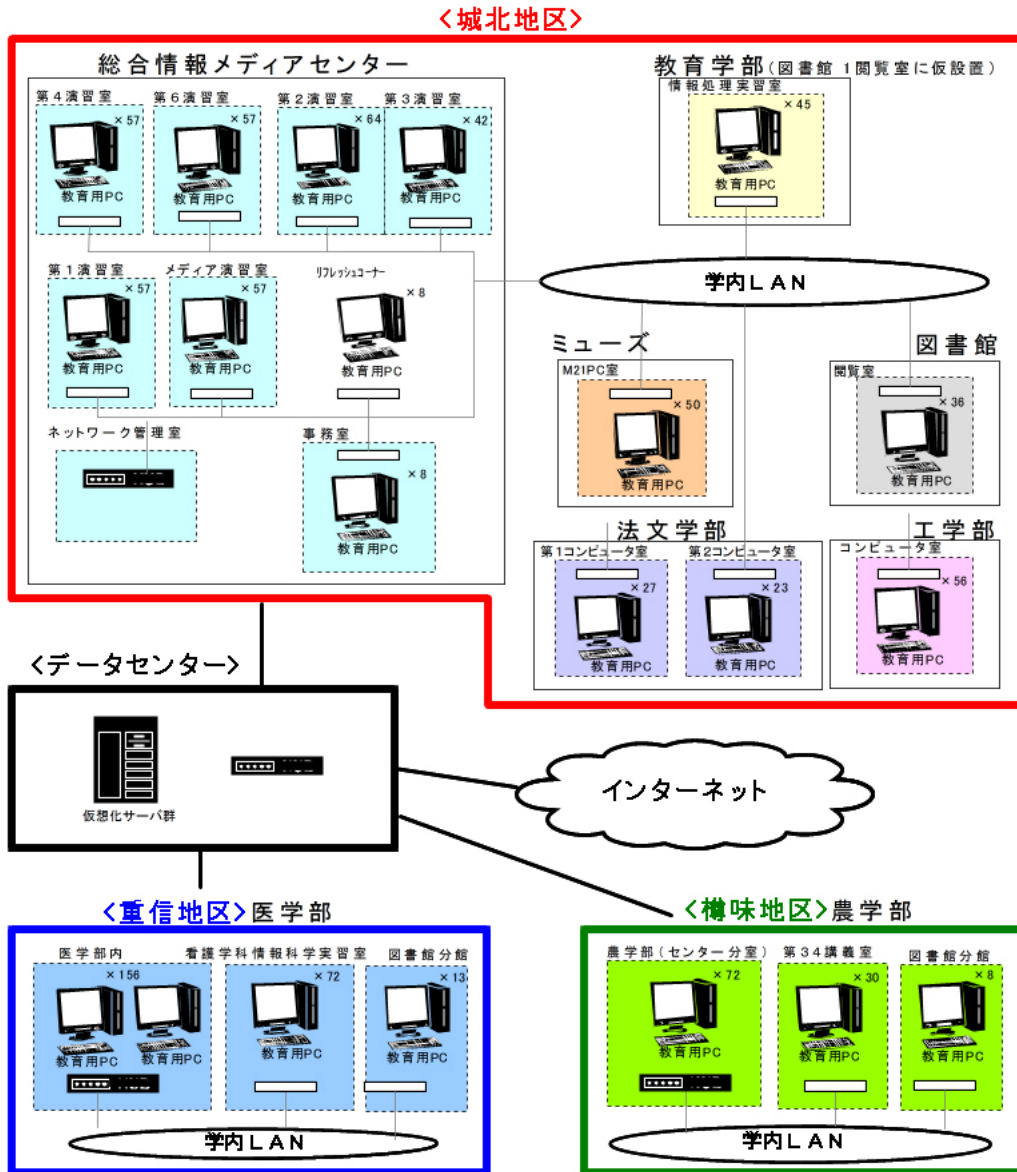 <城北地区>
総合情報メディアセンター
第4演習室
×57
教育用PC
第6演習室
×57
教育用PC
第2演習室
×64
教育用PC
第3演習室
×42
教育用PC
第1演習室
×57
教育用PC
メディア演習室
×57
教育用PC
リフレッシュコーナー
×8
教育用PC
ネットワーク管理室
事務室
×8
教育用PC
教育学部(図書館 1閲覧室に仮設置)
情報処理実習室
×45
教育用PC
学内LAN
ミューズ
M21PC室
×50
教育用PC
図書館
閲覧室
×36
教育用PC
法文学部
第1コンピュータ室
×27
教育用PC
第2コンピュータ室
×23
教育用PC
工学部
コンピュータ室
×56
教育用PC
<データセンター>
仮想化サーバ群
インターネット
<重信地区>医学部
医学部内
×156
教育用PC 教育用PC
看護学科情報科学実習室
×72
教育用PC
図書館分館
×13
教育用PC
学内LAN
<樽味地区>農学部
農学部(センター分室)
×72
教育用PC
第34講義室
×30
教育用PC
図書館分館
×8
教育用PC
学内LAN